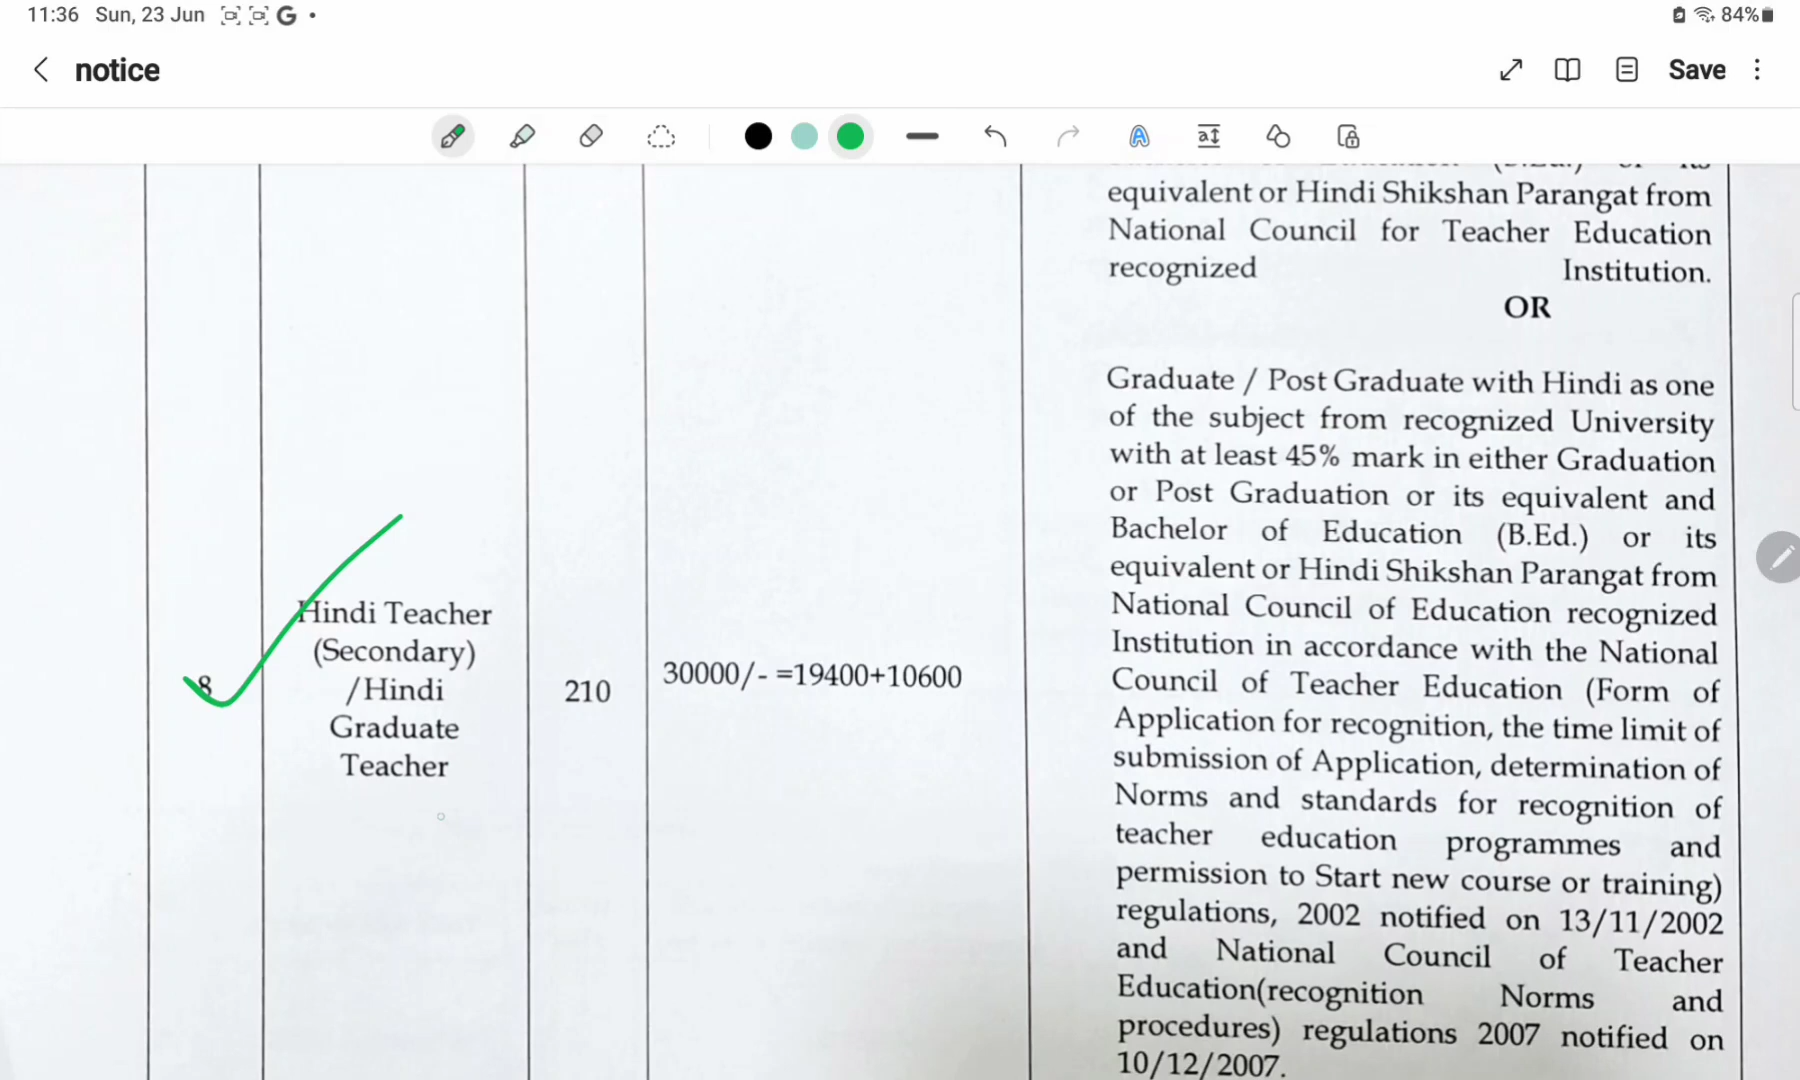 11:36 Sun, 23 Jun
84%
notice
Save
equivalent or Hindi Shikshan Parangat from
National Council for Teacher Education
recognized Institution.
OR
Graduate / Post Graduate with Hindi as one
of the subject from recognized University
with at least 45% mark in either Graduation
or Post Graduation or its equivalent and
Bachelor of Education (B.Ed.) or its
equivalent or Hindi Shikshan Parangat from
National Council of Education recognized
Institution in accordance with the National
Council of Teacher Education (Form of
Application for recognition, the time limit of
submission of Application, determination of
Norms and standards for recognition of
teacher education programmes and
permission to Start new course or training)
regulations, 2002 notified on 13/11/2002
and National Council of Teacher
Education(recognition Norms and
procedures) regulations 2007 notified on
10/12/2007.
8
Hindi Teacher
(Secondary)
/Hindi
Graduate
Teacher
210
30000/- =19400+10600